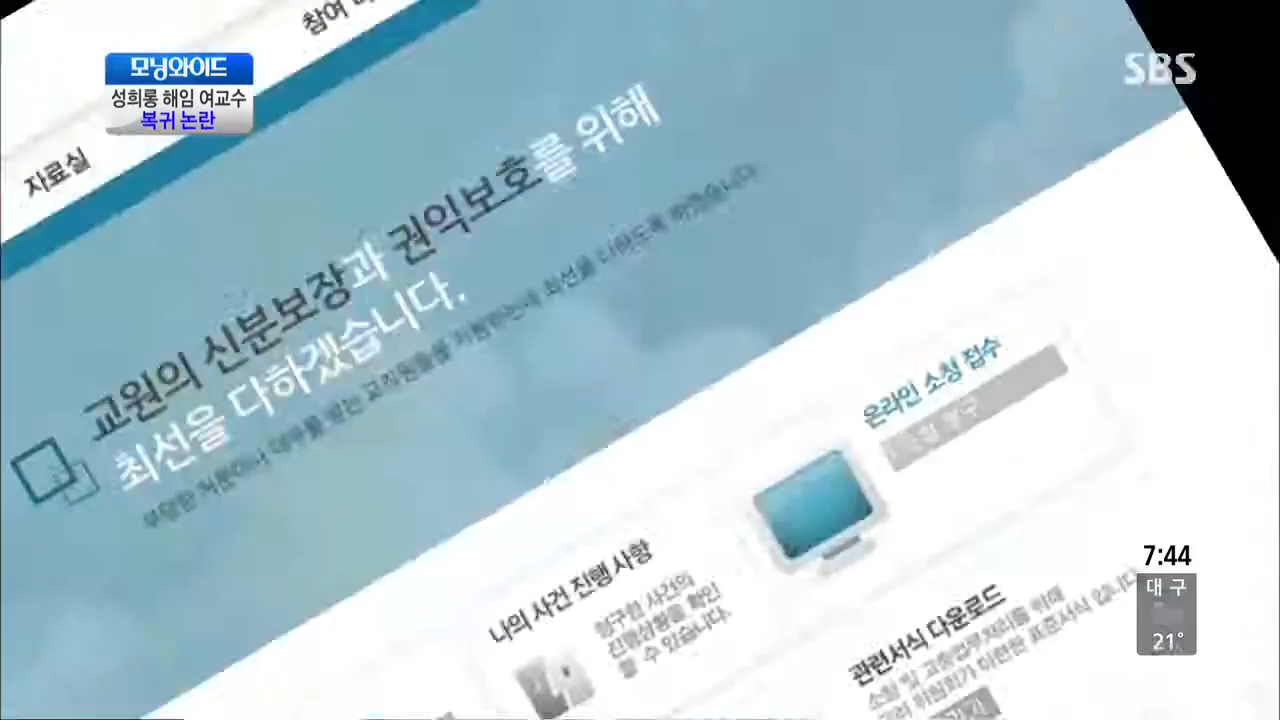 참여
모닝와이드
성희롱 해임 여교수
복귀 논란
SBS
자료실
교원의 신분보장과 권익보호를 위해
최선을 다하겠습니다.
온라인 소청 접수
나의 사건 진행 사항
청구한 사건의
진행상황을 확인
할 수 있습니다.
관련서식 다운로드
7:44
대구
21°